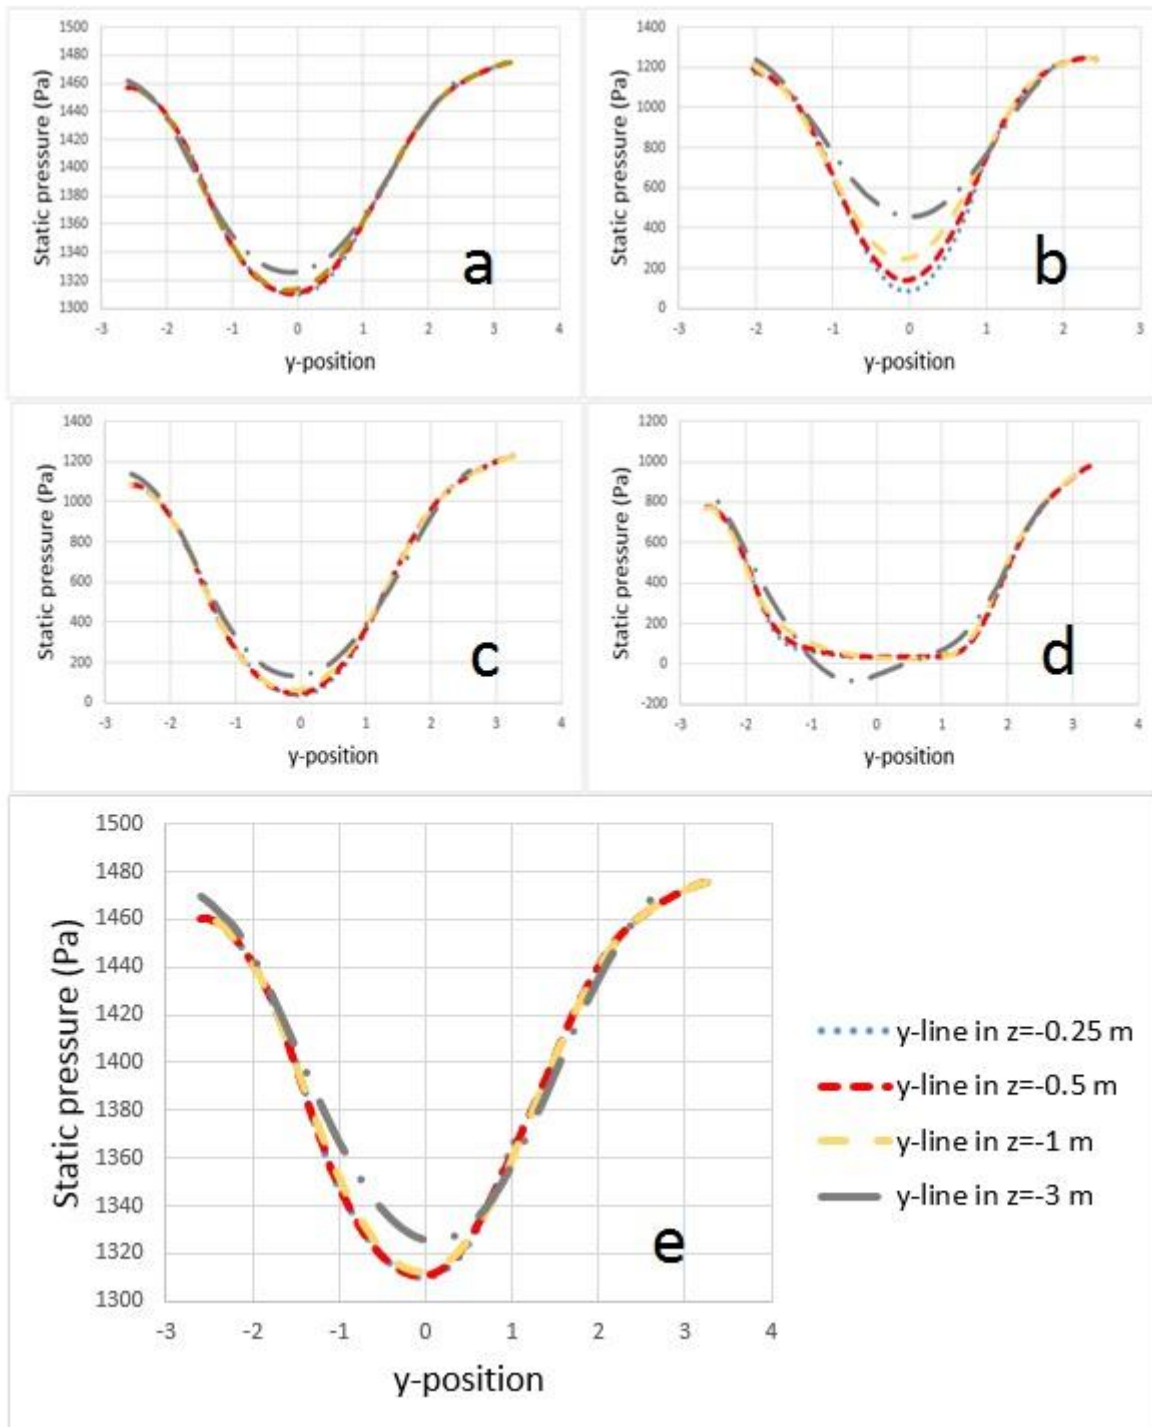 1500
1480
1460
1440
1420
1400
1380
1360
1340
1320
1300
-3 -2 -1 0 1 2 3 4
Static pressure (Pa)
y-position
a
1400
1200
1000
800
600
400
200
0
-3 -2 -1 0 1 2 3
Static pressure (Pa)
y-position
b
1400
1200
1000
800
600
400
200
0
-3 -2 -1 0 1 2 3 4
Static pressure (Pa)
y-position
c
1200
1000
800
600
400
200
0
-200
-3 -2 -1 0 1 2 3 4
Static pressure (Pa)
y-position
d
1500
1480
1460
1440
1420
1400
1380
1360
1340
1320
1300
-3 -2 -1 0 1 2 3 4
Static pressure (Pa)
y-position
e
y-line in z=-0.25 m
y-line in z=-0.5 m
y-line in z=-1 m
y-line in z=-3 m